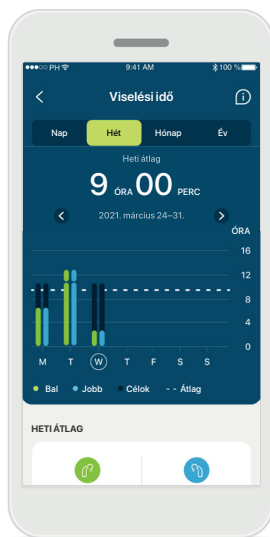 PH 9:41 AM 100 %
Viselési idő
Nap Hét Hónap Év
Heti átlag
9 ÓRA 00 PERC
2021. március 24–31.
ÓRA
16
12
8
4
0
M T W T F S S
Bal Jobb Célok Átlag
HETI ÁTLAG